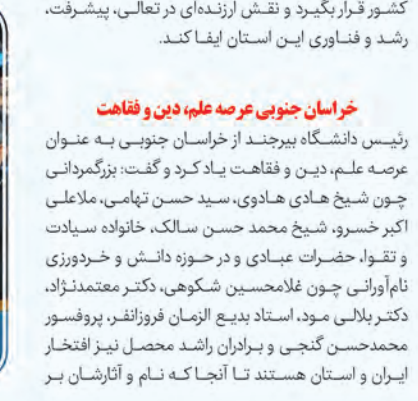 کشور قرار بگیرد و نقش ارزنده‌ای در تعالی، پیشرفت،
رشد و فناوری این استان ایفا کند.
خراسان جنوبی عرصه علم، دین و فقاهت
رئیس دانشگاه بیرجند از خراسان جنوبی به عنوان
عرصه علم، دین و فقاهت یاد کرد و گفت: بزرگمردانی
چون شیخ هادی هادوی، سید حسن تهامی، ملاعلی
اکبر خسرو، شیخ محمد حسن سالک، خانواده سیادت
و تقوا، حضرات عبادی و در حوزه دانش و خردورزی
نام‌آورانی چون غلامحسین شکوهی، دکتر معتمدنژاد،
دکتر بلالی مود، استاد بدیع الزمان فروزانفر، پروفسور
محمدحسن گنجی و برادران راشد محصل نیز افتخار
ایران و استان هستند تا آنجا که نام و آثارشان بر